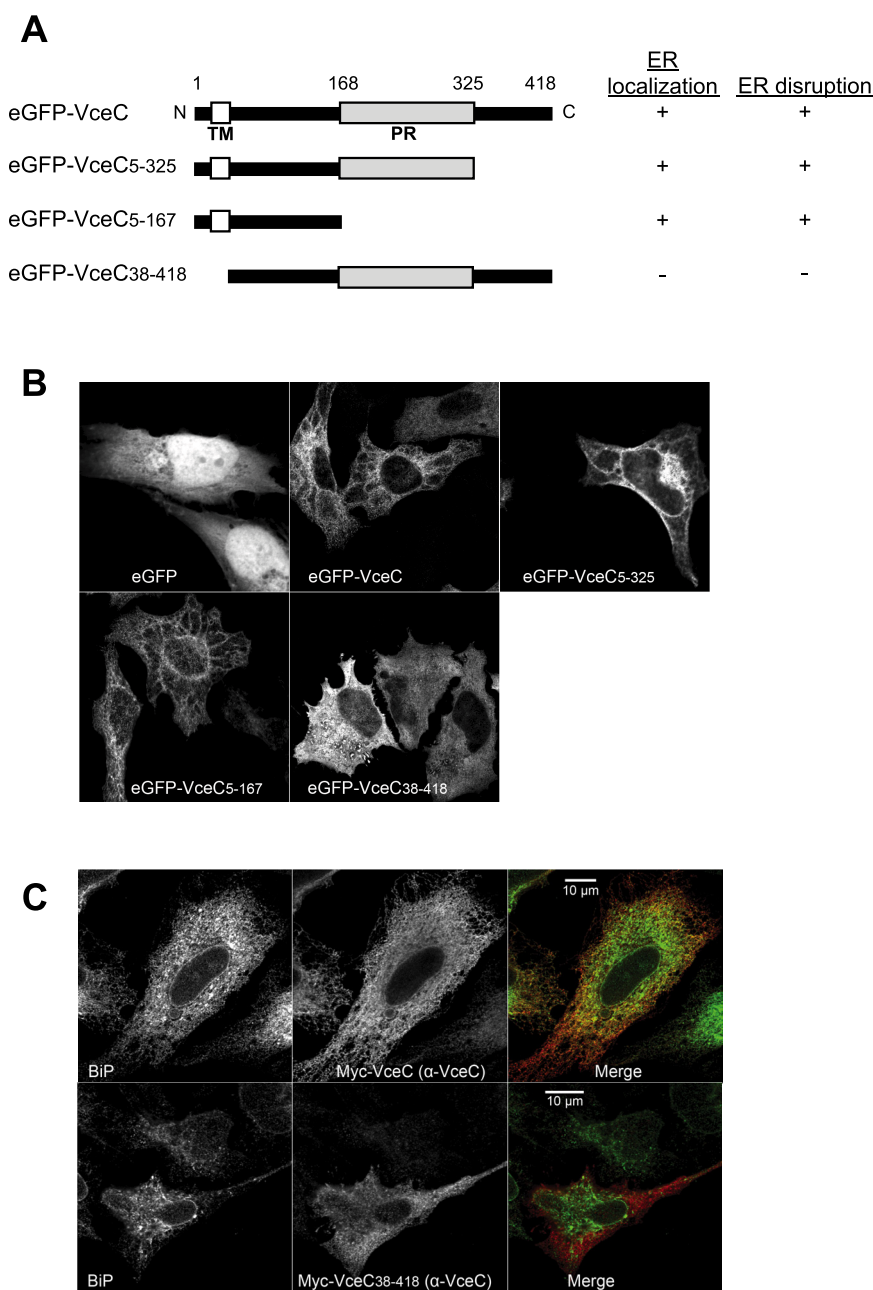 A
ER
localization ER disruption
1 168 325 418
eGFP-VceC N C + +
TM PR
eGFP-VceC5-325 + +
eGFP-VceC5-167 + +
eGFP-VceC38-418 - -
B
eGFP eGFP-VceC eGFP-VceC5-325
eGFP-VceC5-167 eGFP-VceC38-418
C
10 µm
BiP Myc-VceC (α-VceC) Merge
10 µm
BiP Myc-VceC38-418 (α-VceC) Merge